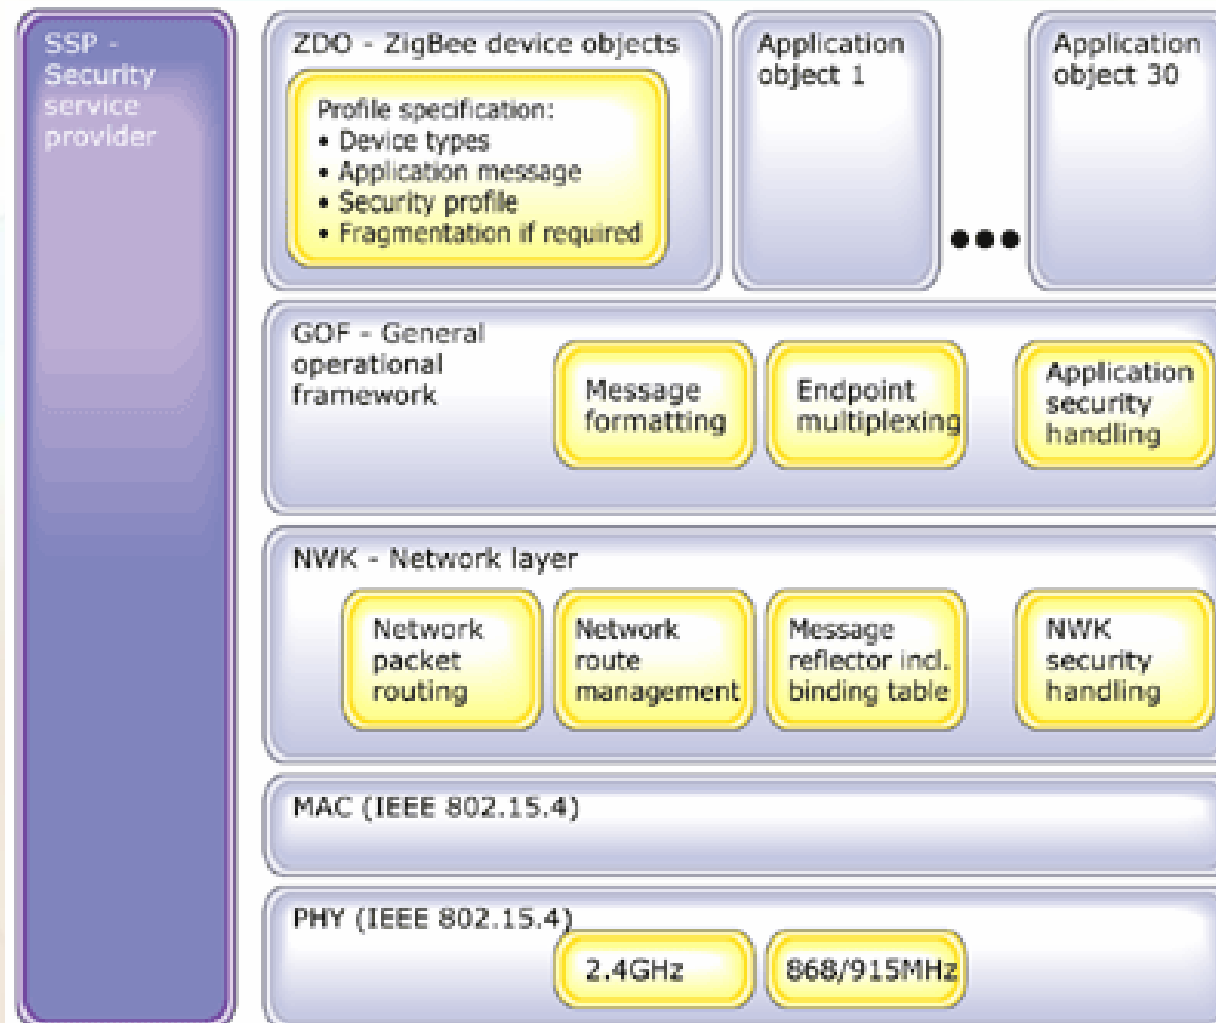 SSP -
Security
service
provider
ZDO - ZigBee device objects
Profile specification:
• Device types
• Application message
• Security profile
• Fragmentation if required
Application
object 1
Application
object 30
GOF - General
operational
framework
Message
formatting
Endpoint
multiplexing
Application
security
handling
NWK - Network layer
Network
packet
routing
Network
route
management
Message
reflector incl.
binding table
NWK
security
handling
MAC (IEEE 802.15.4)
PHY (IEEE 802.15.4)
2.4GHz
868/915MHz